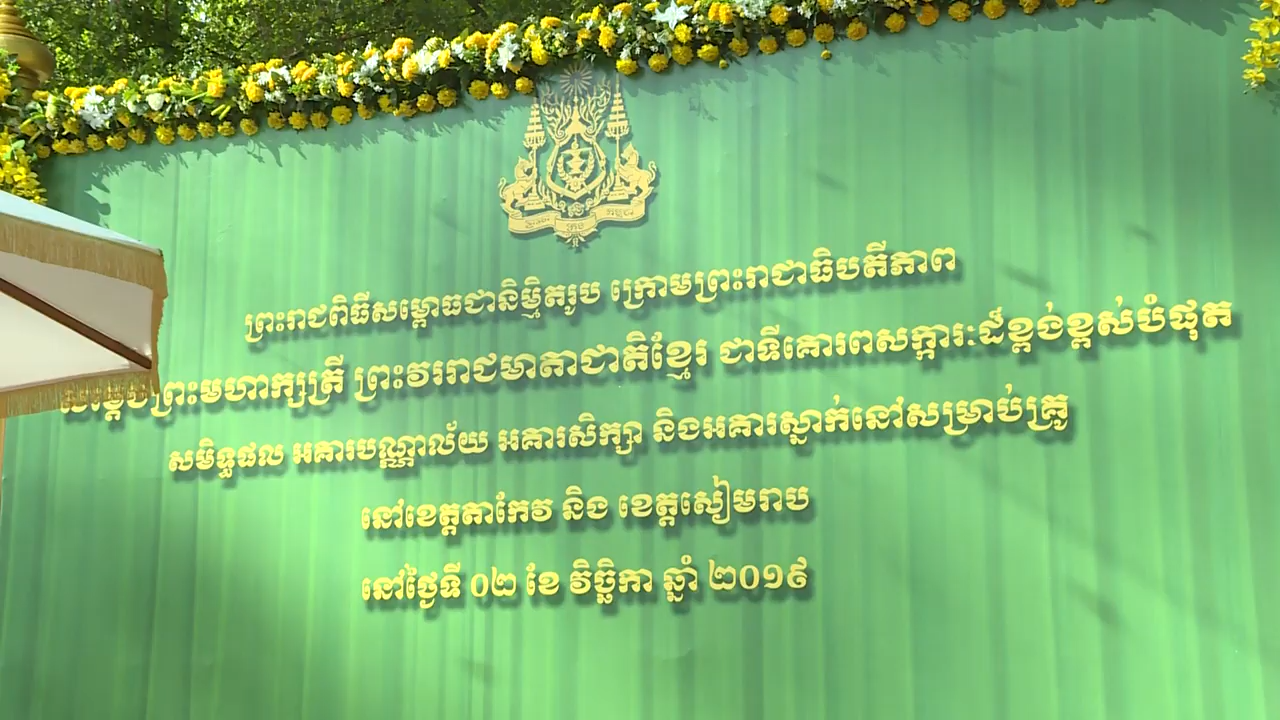 ព្រះរាជពិធីសម្ពោធជានិម្មិតរូប ក្រោមព្រះរាជាធិបតីភាព
សម្តេចព្រះមហាក្សត្រី ព្រះវររាជមាតាជាតិខ្មែរ ជាទីគោរពសក្ការៈដ៏ខ្ពង់ខ្ពស់បំផុត
សមិទ្ធផល អគារបណ្ណាល័យ អគារសិក្សា និងអគារស្នាក់នៅសម្រាប់គ្រូ
នៅខេត្តតាកែវ និង ខេត្តសៀមរាប
នៅថ្ងៃទី ០២ ខែ វិច្ឆិកា ឆ្នាំ ២០១៩